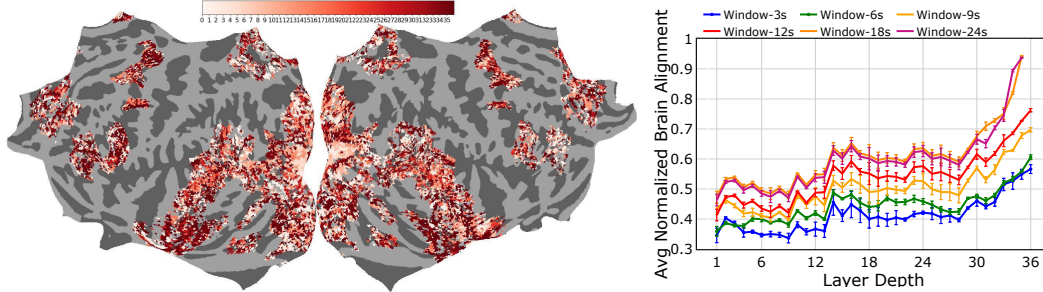 0 1 2 3 4 5 6 7 8 9 10 11 12 13 14 15 16 17 18 19 20 21 22 23 24 25 26 27 28 29 30 31 32 33 34 35
Window-3s Window-6s Window-9s
Window-12s Window-18s Window-24s
Avg Normalized Brain Alignment
1
0.9
0.8
0.7
0.6
0.5
0.4
0.3
1 6 12 18 24 30 36
Layer Depth